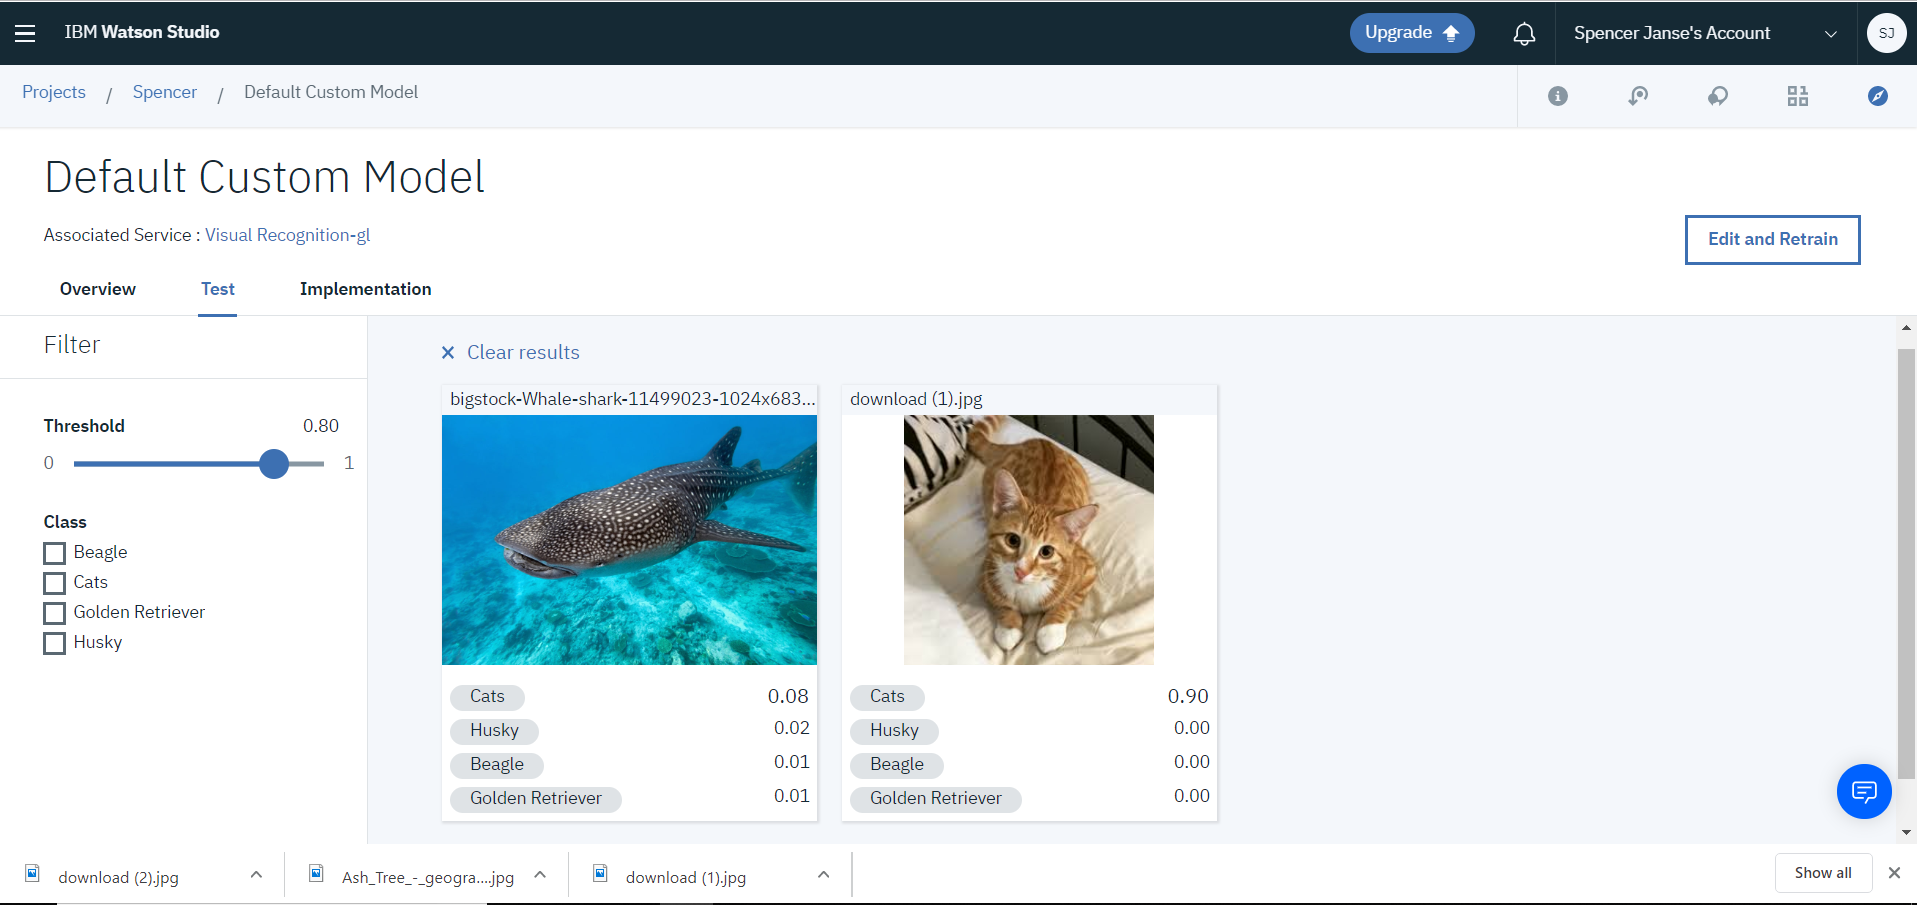 IBM Watson Studio
Upgrade
Spencer Janse's Account
SJ
Projects / Spencer / Default Custom Model
Default Custom Model
Associated Service : Visual Recognition-gl
Edit and Retrain
Overview
Test
Implementation
Filter
Threshold 0.80
0 1
Class
Beagle
Cats
Golden Retriever
Husky
× Clear results
bigstock-Whale-shark-11499023-1024x683...
Cats 0.08
Husky 0.02
Beagle 0.01
Golden Retriever 0.01
download (1).jpg
Cats 0.90
Husky 0.00
Beagle 0.00
Golden Retriever 0.00
download (2).jpg
Ash_Tree_-_geogra....jpg
download (1).jpg
Show all